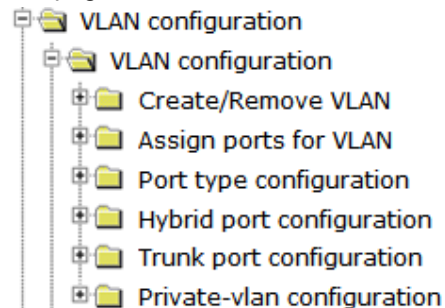 VLAN configuration
VLAN configuration
Create/Remove VLAN
Assign ports for VLAN
Port type configuration
Hybrid port configuration
Trunk port configuration
Private-vlan configuration